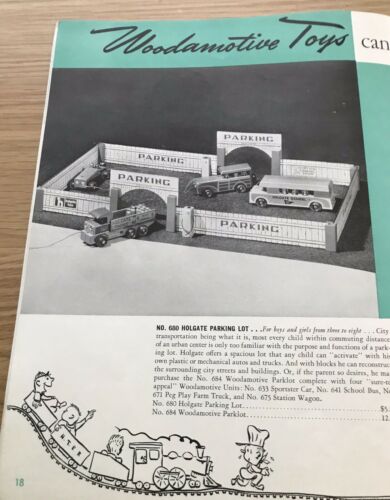 Woodamotive Toys can
PARKING
PARKING
PARKING
PARKING
HOLGATE SCHOOL
NO. 680 HOLGATE PARKING LOT . . . For boys and girls from three to eight . . . City
transportation being what it is, most every child within commuting distance
of an urban center is only too familiar with the purpose and functions of a park-
ing lot. Holgate offers a spacious lot that any child can "activate" with his
own plastic or mechanical autos and trucks. And with blocks he can reconstruct
the surrounding city streets and buildings. Or, if the parent so desires, he ma
purchase the No. 684 Woodamotive Parklot complete with four "sure-to
appeal" Woodamotive Units: No. 633 Sportster Car, No. 641 School Bus, No
671 Peg Play Farm Truck, and No. 675 Station Wagon.
No. 680 Holgate Parking Lot $5.
No. 684 Woodamotive Parklot
18